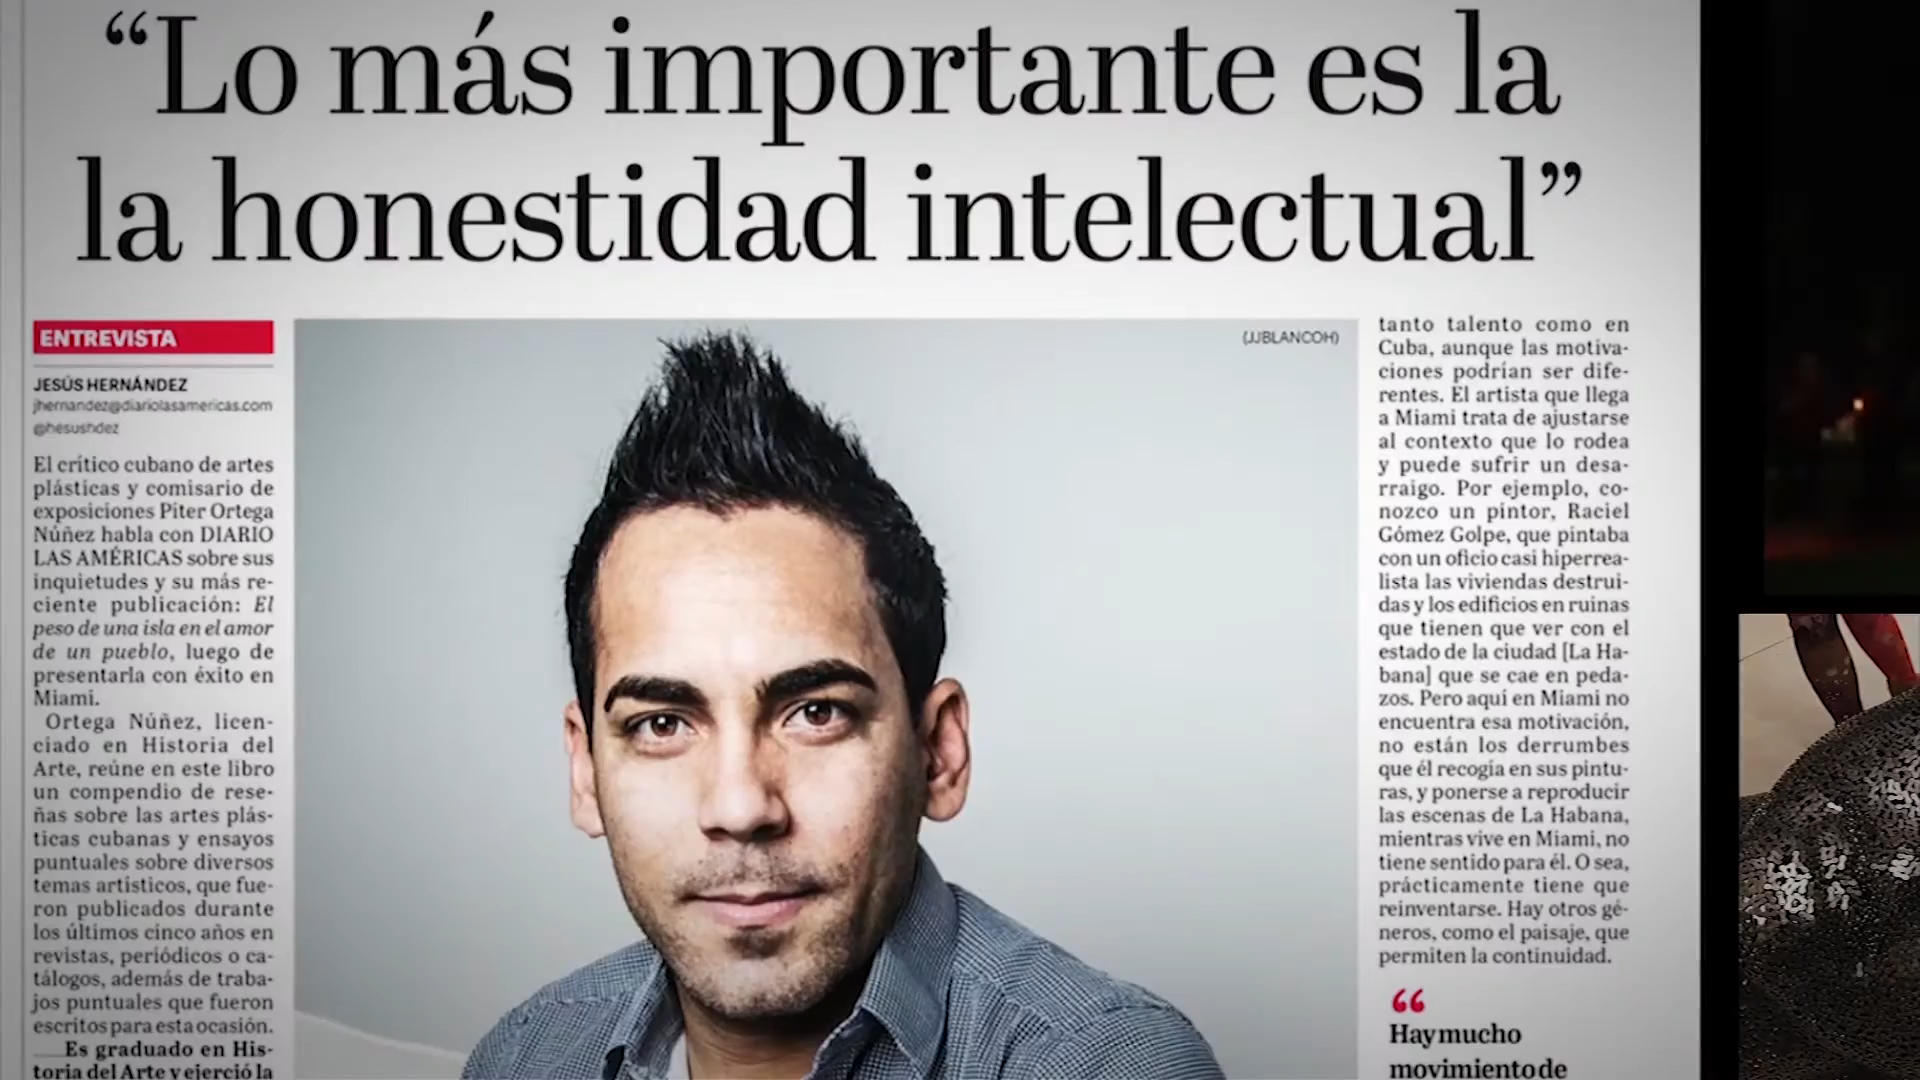 “Lo más importante es la
la honestidad intelectual”
ENTREVISTA
JESÚS HERNÁNDEZ
jhernandez@diariolasamericas.com
@hesushdez
El crítico cubano de artes
plásticas y comisario de
exposiciones Piter Ortega
Núñez habla con DIARIO
LAS AMÉRICAS sobre sus
inquietudes y su más re-
ciente publicación: El
peso de una isla en el amor
de un pueblo, luego de
presentarla con éxito en
Miami.
Ortega Núñez, licen-
ciado en Historia del
Arte, reúne en este libro
un compendio de rese-
ñas sobre las artes plás-
ticas cubanas y ensayos
puntuales sobre diversos
temas artísticos, que fue-
ron publicados durante
los últimos cinco años en
revistas, periódicos o ca-
tálogos, además de traba-
jos puntuales que fueron
escritos para esta ocasión.
Es graduado en His-
toria del Arte y ejerció la
(JJBLANCOH)
tanto talento como en
Cuba, aunque las motiva-
ciones podrían ser dife-
rentes. El artista que llega
a Miami trata de ajustarse
al contexto que lo rodea
y puede sufrir un desa-
rraigo. Por ejemplo, co-
nozco un pintor, Raciel
Gómez Golpe, que pintaba
con un oficio casi hiperrea-
lista las viviendas destrui-
das y los edificios en ruinas
que tienen que ver con el
estado de la ciudad [La Ha-
bana] que se cae en peda-
zos. Pero aquí en Miami no
encuentra esa motivación,
no están los derrumbes
que él recogía en sus pintu-
ras, y ponerse a reproducir
las escenas de La Habana,
mientras vive en Miami, no
tiene sentido para él. O sea,
prácticamente tiene que
reinventarse. Hay otros gé-
neros, como el paisaje, que
permiten la continuidad.
“
Hay mucho
movimiento de